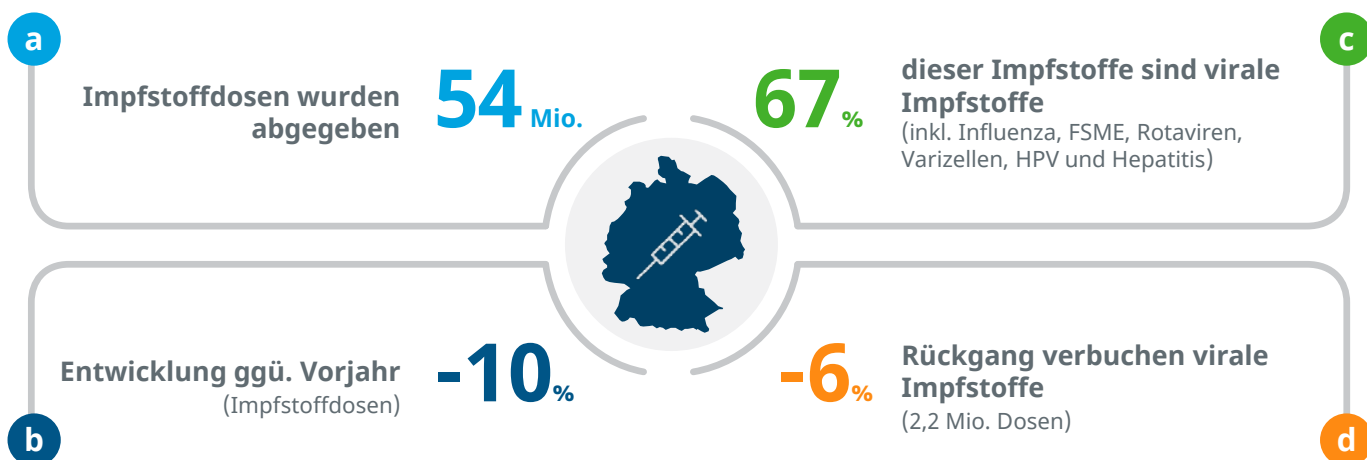 a
Impfstoffdosen wurden
abgegeben
54 Mio.
c
67%
dieser Impfstoffe sind virale
Impfstoffe
(inkl. Influenza, FSME, Rotaviren,
Varizellen, HPV und Hepatitis)
b
Entwicklung ggü. Vorjahr
(Impfstoffdosen)
-10%
d
-6%
Rückgang verbuchen virale
Impfstoffe
(2,2 Mio. Dosen)